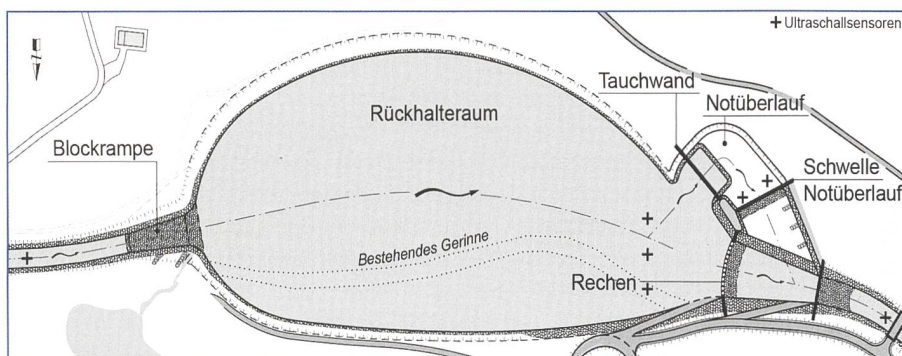 + Ultraschallsensoren
Tauchwand
Notüberlauf
Rückhalteraum
Blockrampe
Schwelle
Notüberlauf
Bestehendes Gerinne
Rechen